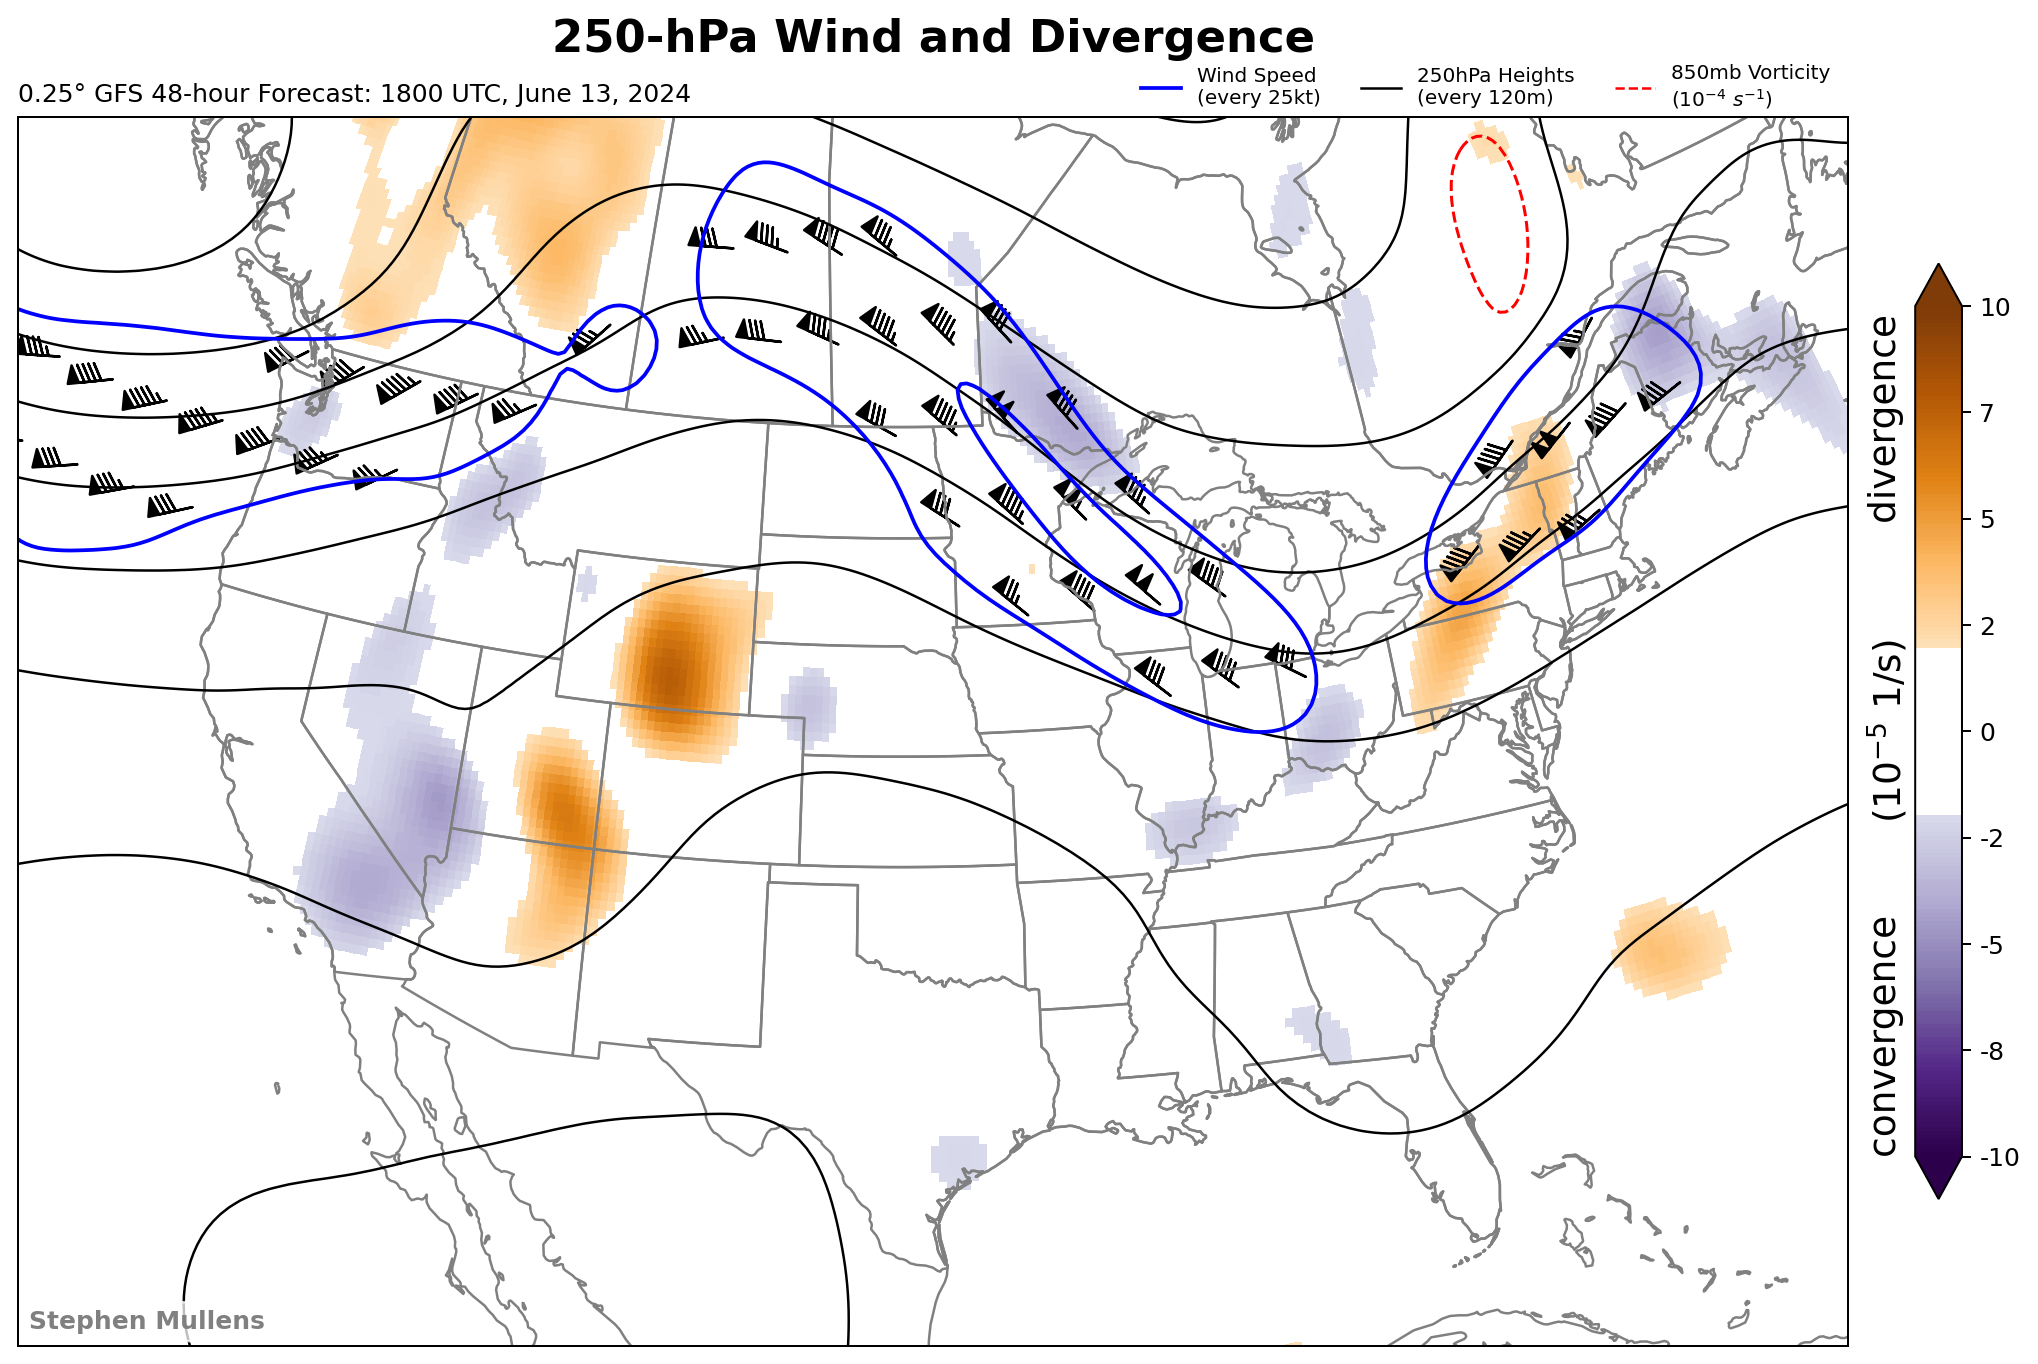 250-hPa Wind and Divergence
0.25° GFS 48-hour Forecast: 1800 UTC, June 13, 2024
Wind Speed
(every 25kt)
250hPa Heights
(every 120m)
850mb Vorticity
(10⁻⁴ s⁻¹)
10
7
5
2
0
-2
-5
-8
-10
convergence (10⁻⁵ 1/s) divergence
Stephen Mullens